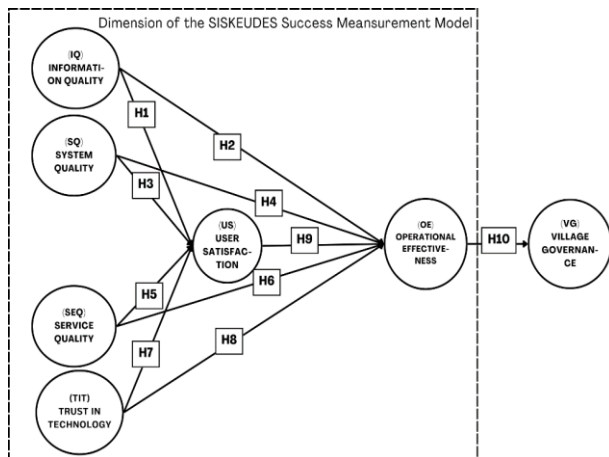 Dimension of the SISKEUDES Success Meansurement Model
(IQ)
INFORMATI-
ON QUALITY
H1
H2
(SQ)
SYSTEM
QUALITY
H3
H4
(US)
USER
SATISFAC-
TION
H9
(OE)
OPERATIONAL
EFFECTIVE-
NESS
H10
(VG)
VILLAGE
GOVERNAN-
CE
H5
H6
(SEQ)
SERVICE
QUALITY
H7
H8
(TIT)
TRUST IN
TECHNOLOGY